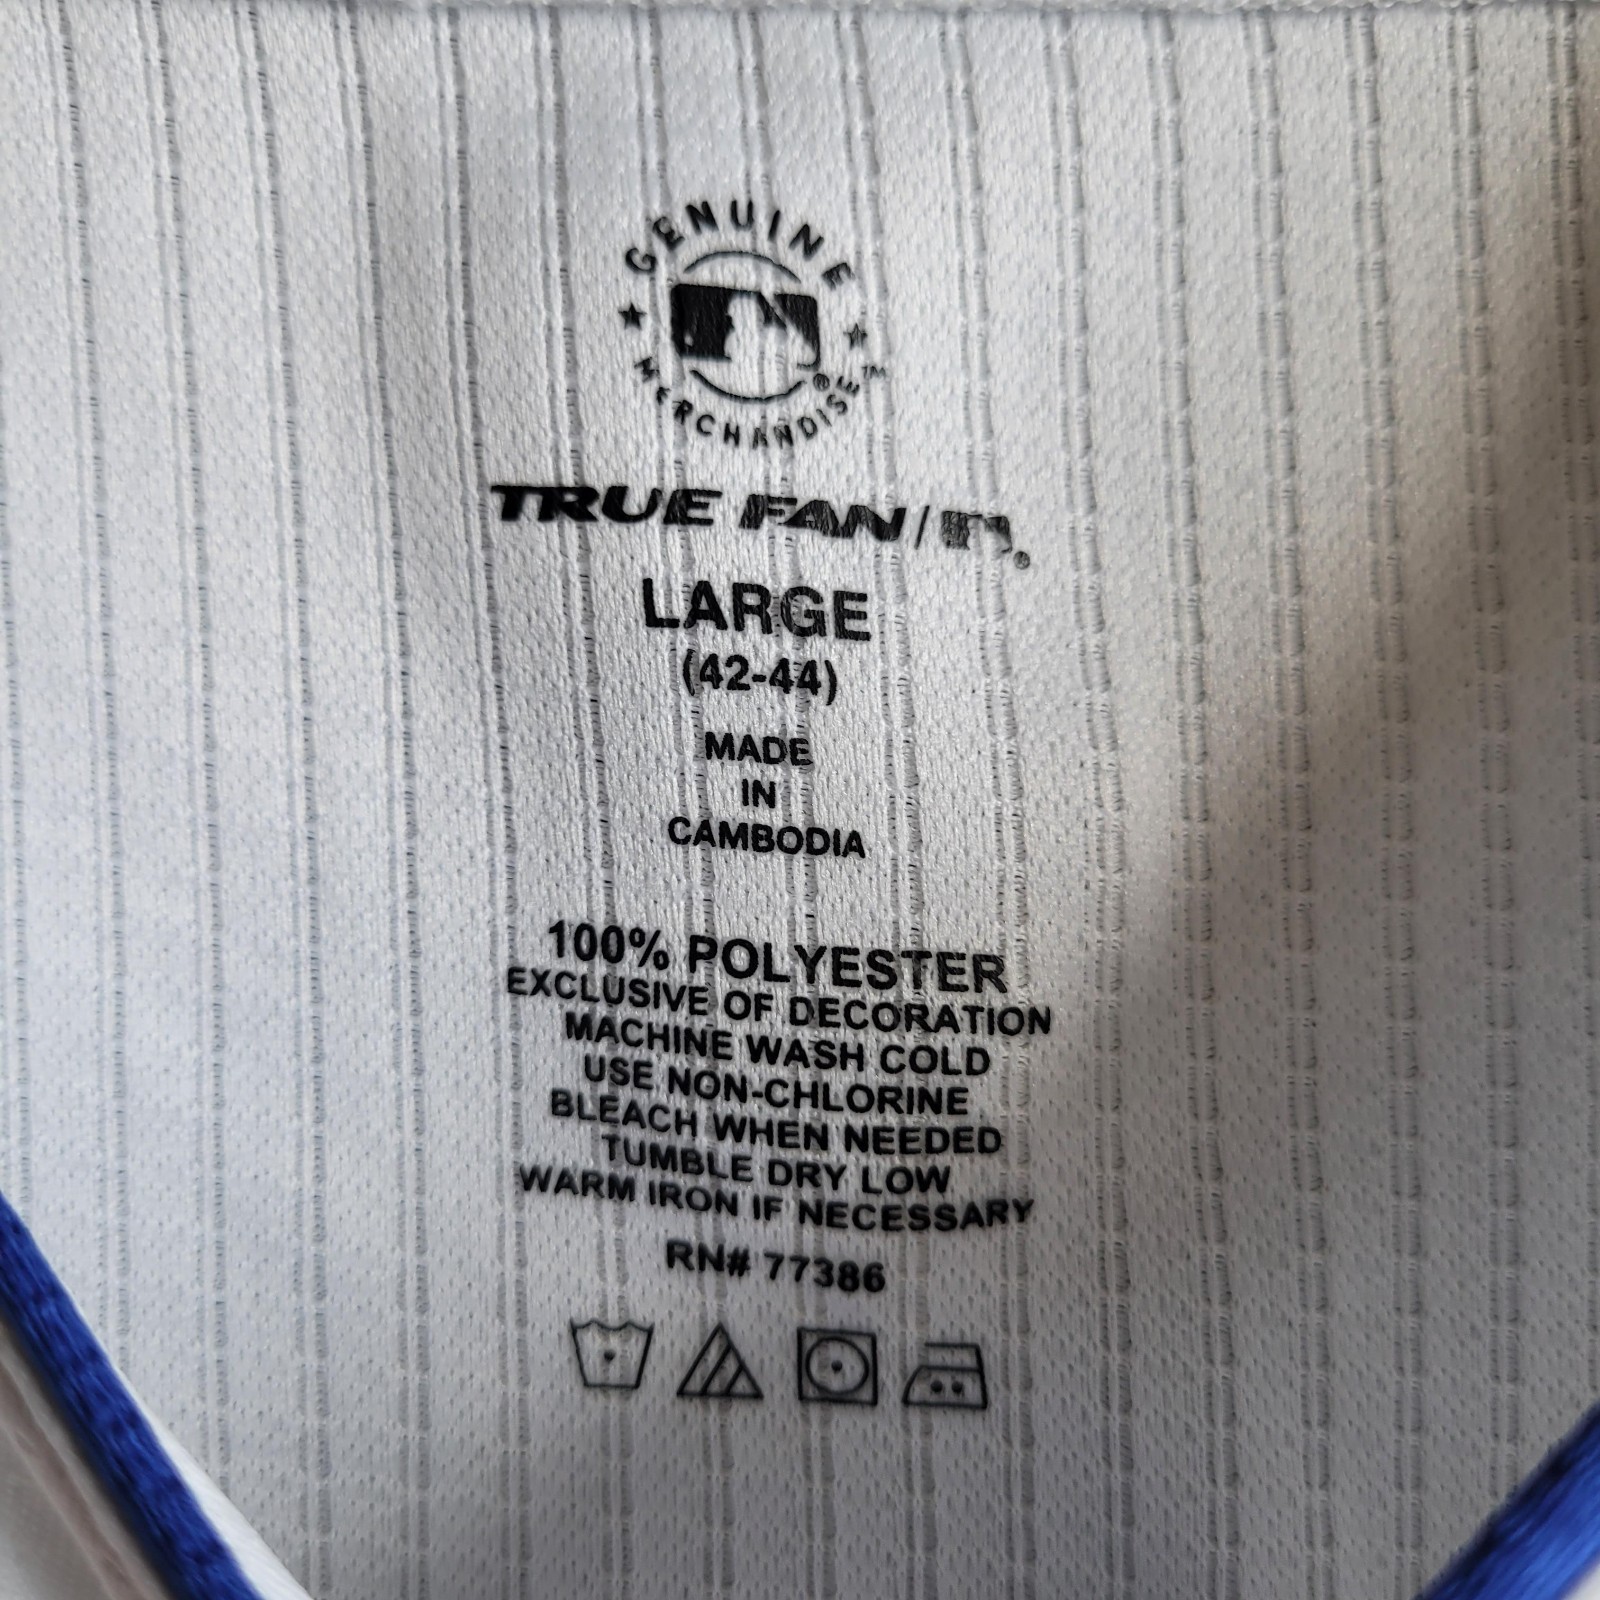 GENUINE
MERCHANDISE™
®
TRUE FAN/
®
LARGE
(42-44)
MADE
IN
CAMBODIA
100% POLYESTER
EXCLUSIVE OF DECORATION
MACHINE WASH COLD
USE NON-CHLORINE
BLEACH WHEN NEEDED
TUMBLE DRY LOW
WARM IRON IF NECESSARY
RN# 77386